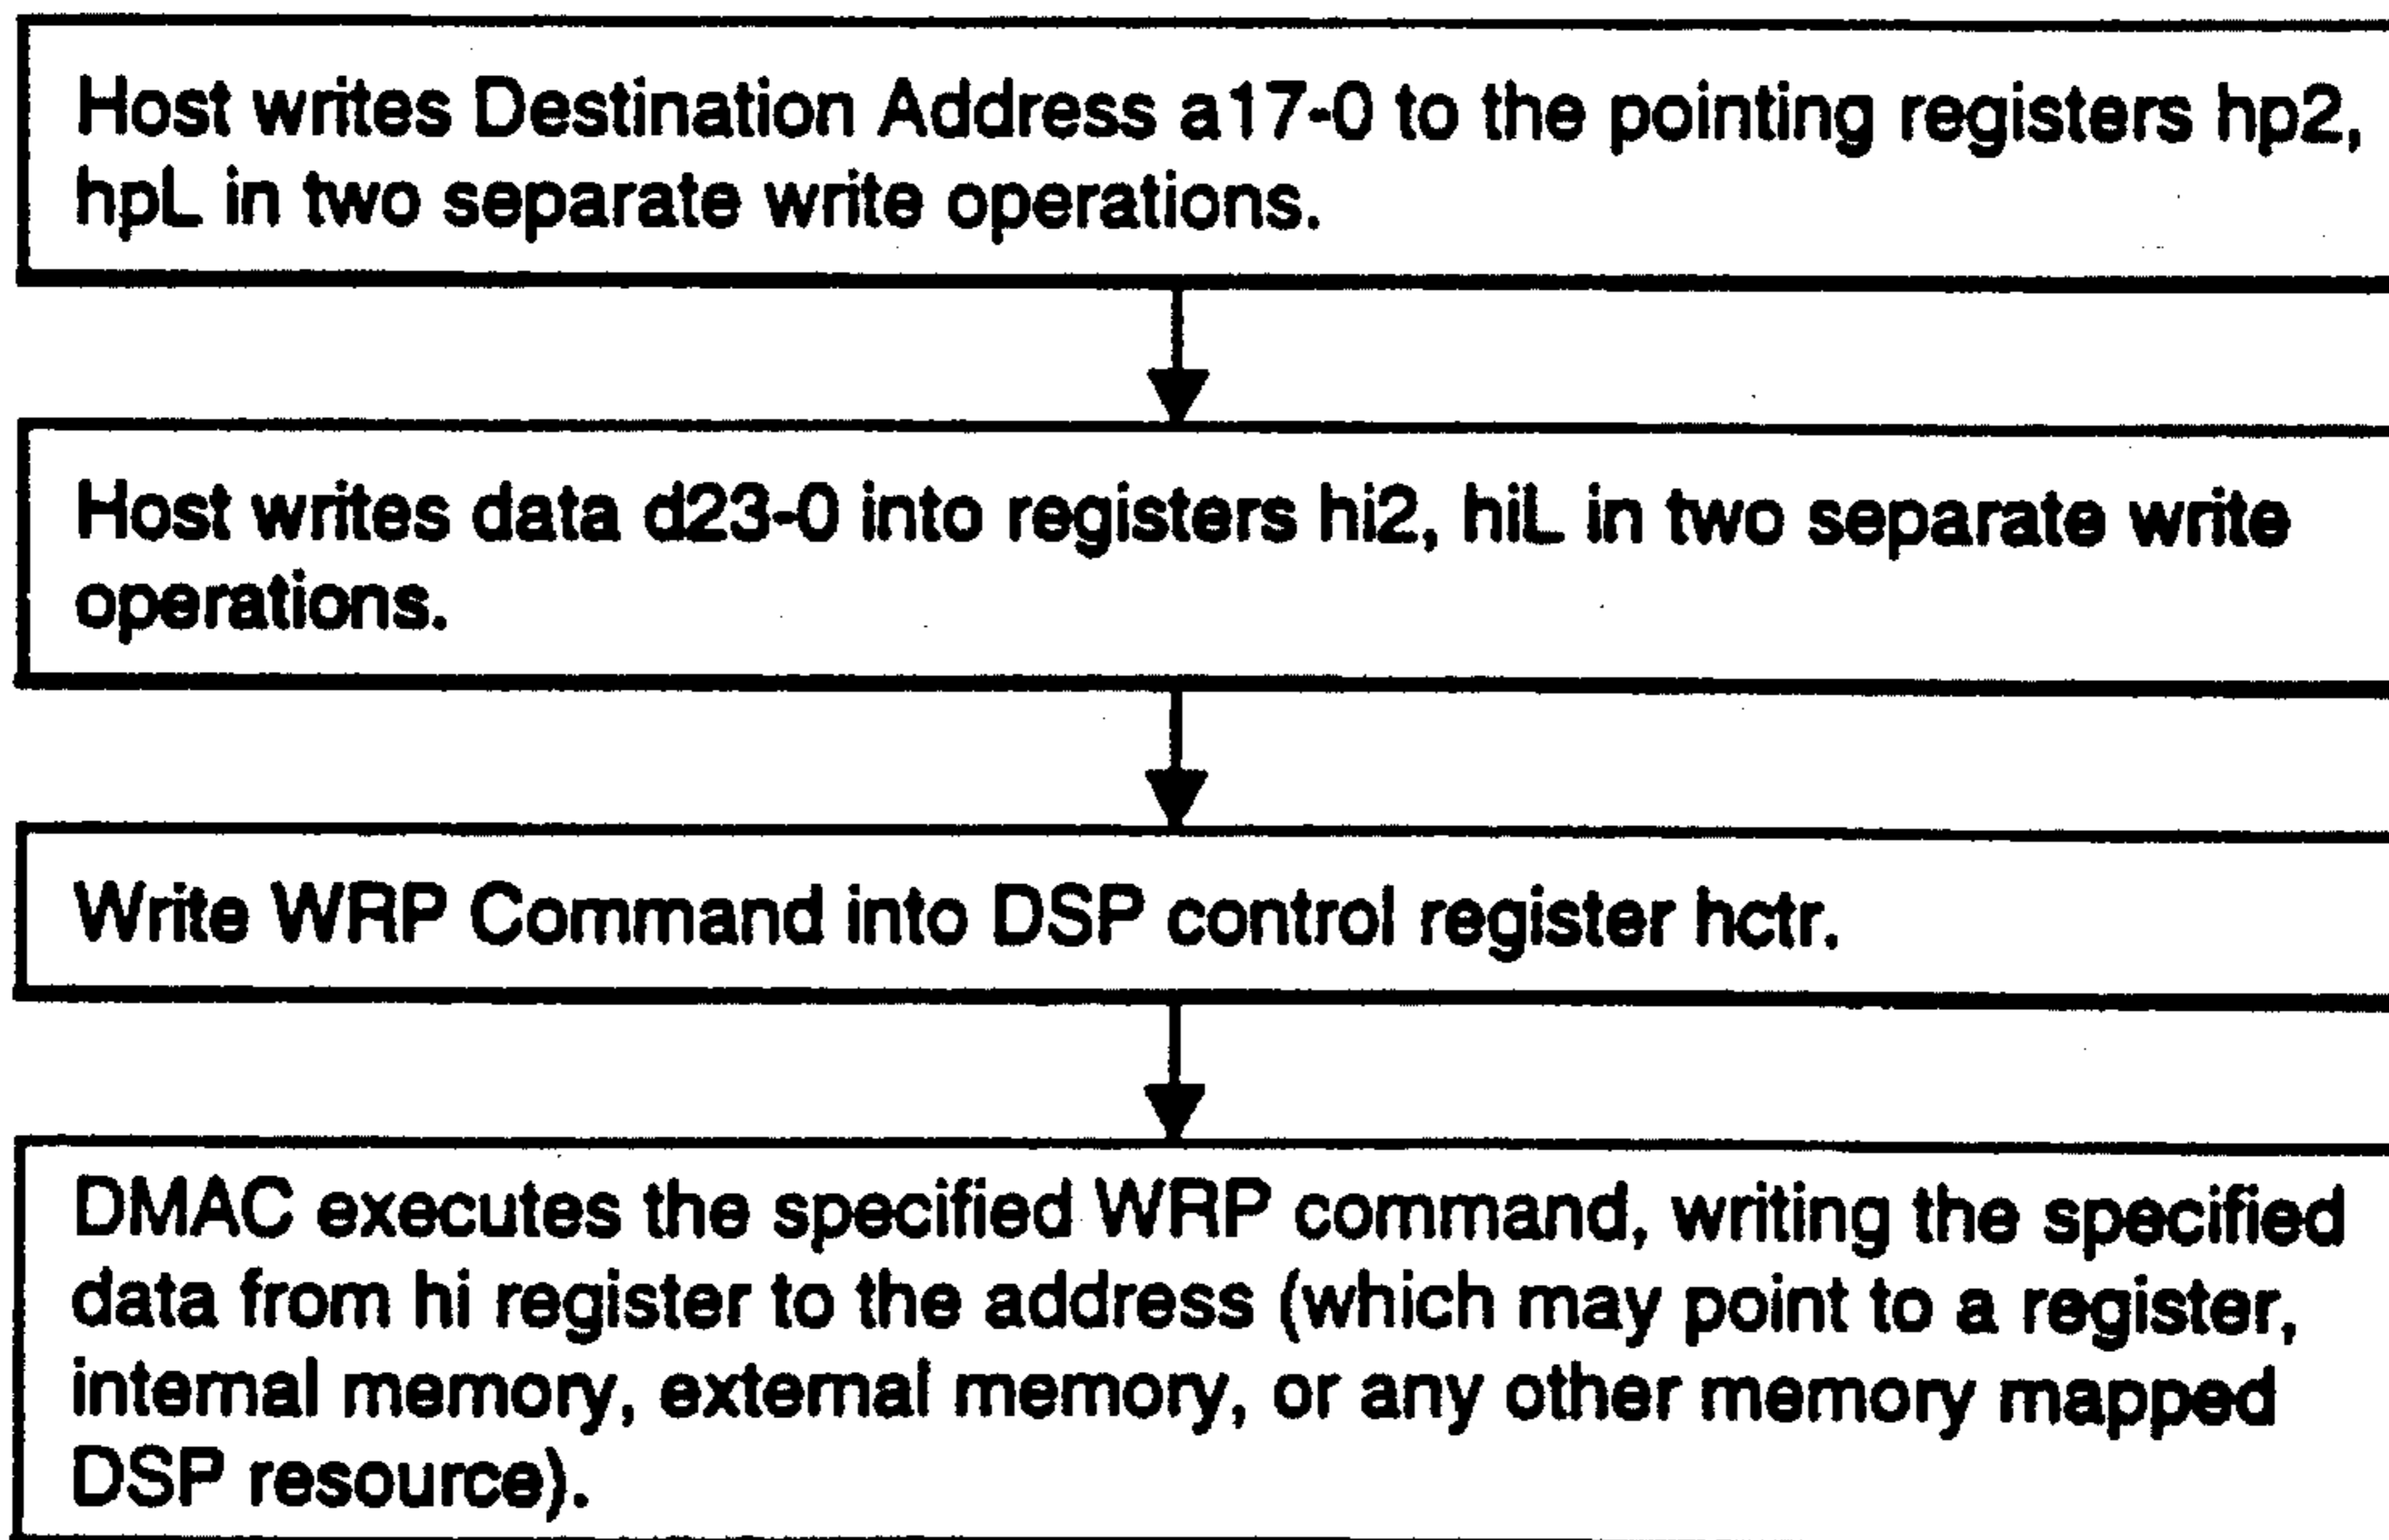 Host writes Destination Address a17-0 to the pointing registers hp2,
hpL in two separate write operations.
Host writes data d23-0 into registers hi2, hiL in two separate write
operations.
Write WRP Command into DSP control register hctr.
DMAC executes the specified WRP command, writing the specified
data from hi register to the address (which may point to a register,
internal memory, external memory, or any other memory mapped
DSP resource).